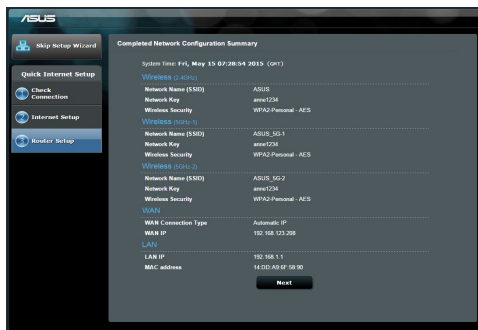 ASUS
Skip Setup Wizard
Completed Network Configuration Summary
System Time: Fri, May 15 07:28:54 2015 (GMT)
Wireless (2.4GHz)
Network Name (SSID) ASUS
Network Key anne1234
Wireless Security WPA2-Personal - AES
Wireless (5GHz-1)
Network Name (SSID) ASUS_5G-1
Network Key anne1234
Wireless Security WPA2-Personal - AES
Wireless (5GHz-2)
Network Name (SSID) ASUS_5G-2
Network Key anne1234
Wireless Security WPA2-Personal - AES
WAN
WAN Connection Type Automatic IP
WAN IP 192.168.123.208
LAN
LAN IP 192.168.1.1
MAC address 14:DD:A9:6F:58:90
Next
Quick Internet Setup
1 Check Connection
2 Internet Setup
3 Router Setup